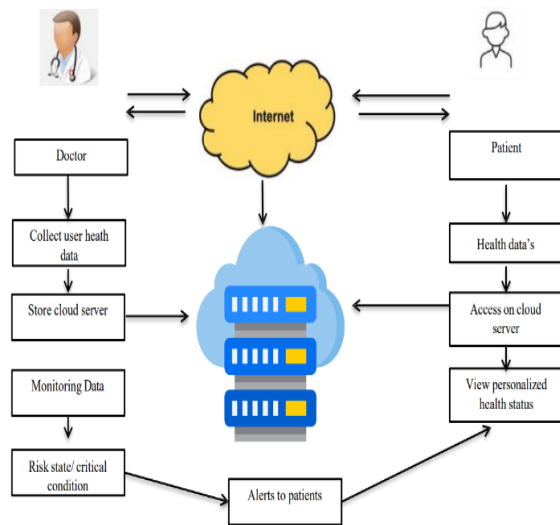 Internet
Doctor
Patient
Collect user heath
data
Health data's
Store cloud server
Access on cloud
server
Monitoring Data
View personalized
health status
Risk state/ critical
condition
Alerts to patients